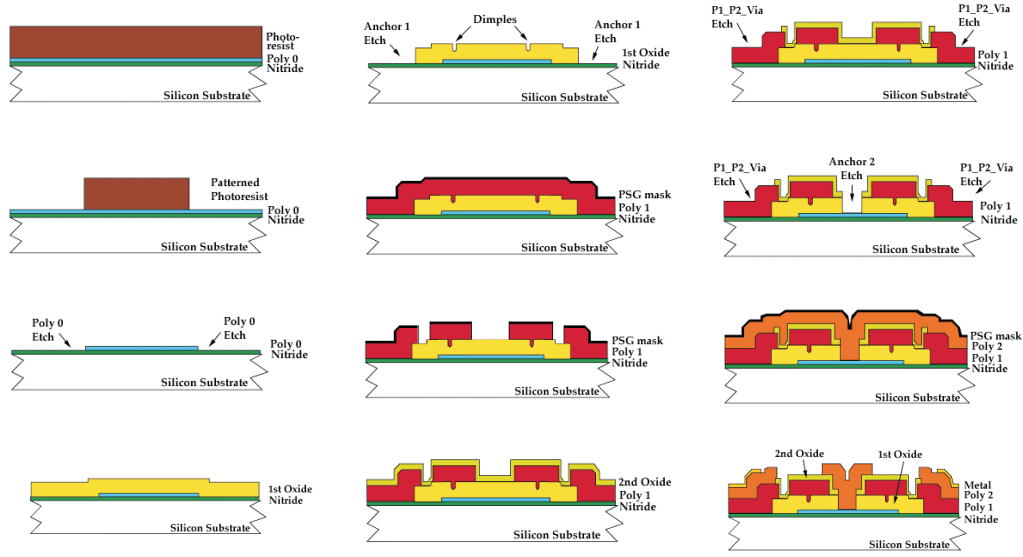 Photo-
resist
Poly 0
Nitride
Silicon Substrate
Patterned
Photoresist
Poly 0
Nitride
Silicon Substrate
Poly 0
Etch
Poly 0
Etch
Poly 0
Nitride
Silicon Substrate
1st Oxide
Nitride
Silicon Substrate
Anchor 1
Etch
Dimples
Anchor 1
Etch
1st Oxide
Nitride
Silicon Substrate
PSG mask
Poly 1
Nitride
Silicon Substrate
PSG mask
Poly 1
Nitride
Silicon Substrate
2nd Oxide
Poly 1
Nitride
Silicon Substrate
P1_P2_Via
Etch
P1_P2_Via
Etch
Poly 1
Nitride
Silicon Substrate
P1_P2_Via
Etch
Anchor 2
Etch
P1_P2_Via
Etch
Poly 1
Nitride
Silicon Substrate
PSG mask
Poly 2
Poly 1
Nitride
Silicon Substrate
2nd Oxide
1st Oxide
Metal
Poly 2
Poly 1
Nitride
Silicon Substrate